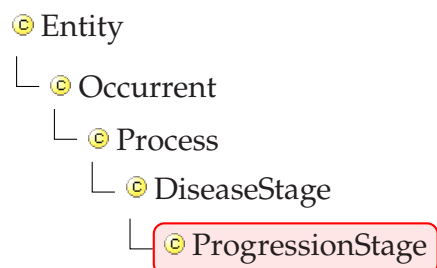 © Entity
© Occurrent
© Process
© DiseaseStage
© ProgressionStage